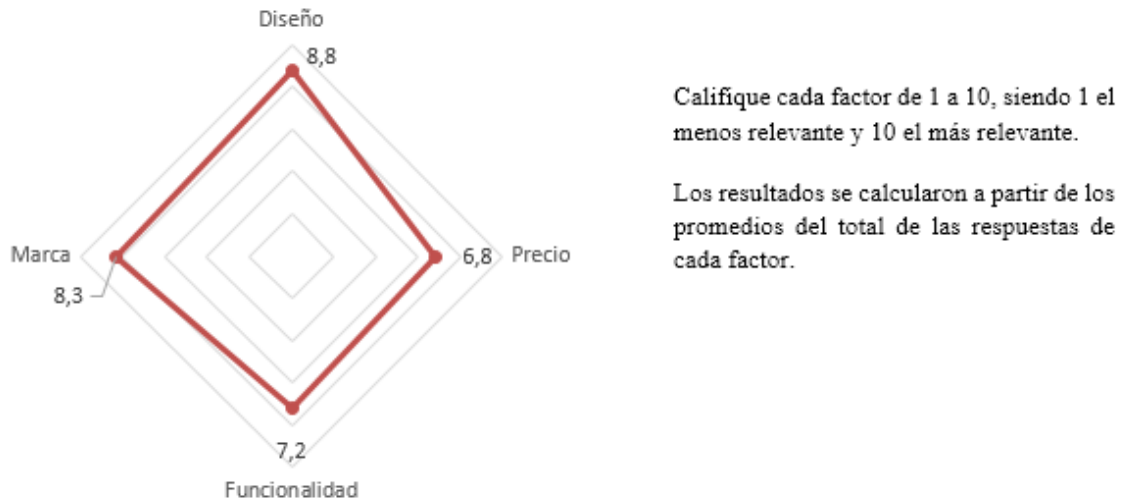 Diseño
8,8
Marca
8,3
6,8
Precio
7,2
Funcionalidad
Califique cada factor de 1 a 10, siendo 1 el
menos relevante y 10 el más relevante.
Los resultados se calcularon a partir de los
promedios del total de las respuestas de
cada factor.